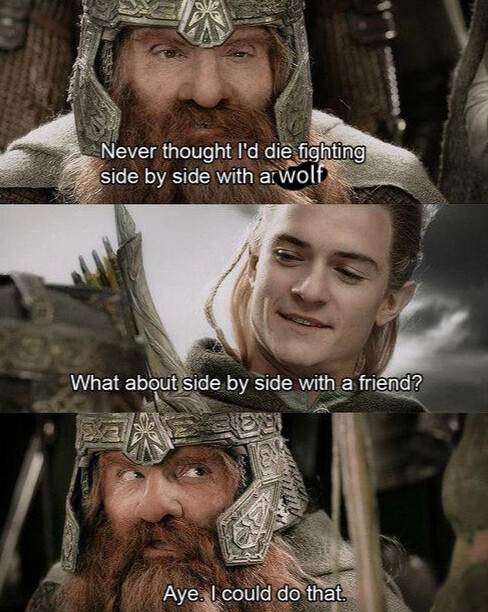 Never thought I'd die fighting
side by side with a wolf
What about side by side with a friend?
Aye. I could do that.